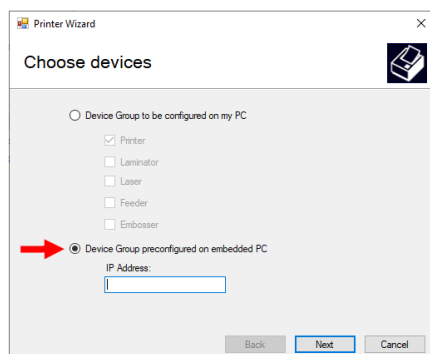 Printer Wizard
Choose devices
Device Group to be configured on my PC
Printer
Laminator
Laser
Feeder
Embosser
Device Group preconfigured on embedded PC
IP Address:
Back Next Cancel